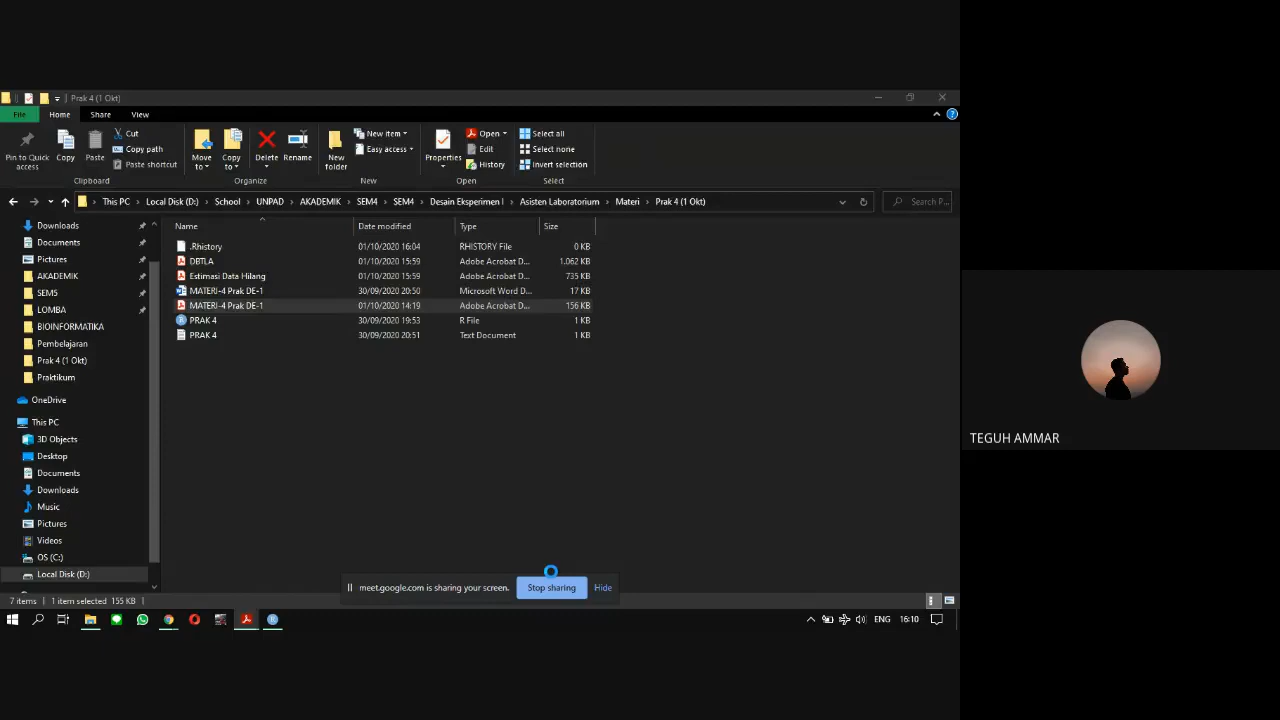 Prak 4 (1 Okt)
File Home Share View
Pin to Quick access
Copy
Paste
Cut
Copy path
Paste shortcut
Clipboard
Move to
Copy to
Delete
Rename
Organize
New folder
New item
Easy access
New
Properties
Open
Edit
History
Open
Select all
Select none
Invert selection
Select
This PC › Local Disk (D:) › School › UNPAD › AKADEMIK › SEM4 › SEM4 › Desain Eksperimen I › Asisten Laboratorium › Materi › Prak 4 (1 Okt)
Search P...
Name Date modified Type Size
.Rhistory 01/10/2020 16:04 RHISTORY File 0 KB
DBTLA 01/10/2020 15:59 Adobe Acrobat D... 1.062 KB
Estimasi Data Hilang 01/10/2020 15:59 Adobe Acrobat D... 735 KB
MATERI-4 Prak DE-1 30/09/2020 20:50 Microsoft Word D... 17 KB
MATERI-4 Prak DE-1 01/10/2020 14:19 Adobe Acrobat D... 156 KB
PRAK 4 30/09/2020 19:53 R File 1 KB
PRAK 4 30/09/2020 20:51 Text Document 1 KB
Downloads
Documents
Pictures
AKADEMIK
SEM5
LOMBA
BIOINFORMATIKA
Pembelajaran
Prak 4 (1 Okt)
Praktikum
OneDrive
This PC
3D Objects
Desktop
Documents
Downloads
Music
Pictures
Videos
OS (C:)
Local Disk (D:)
meet.google.com is sharing your screen. Stop sharing Hide
7 items 1 item selected 155 KB
ENG 16:10
TEGUH AMMAR